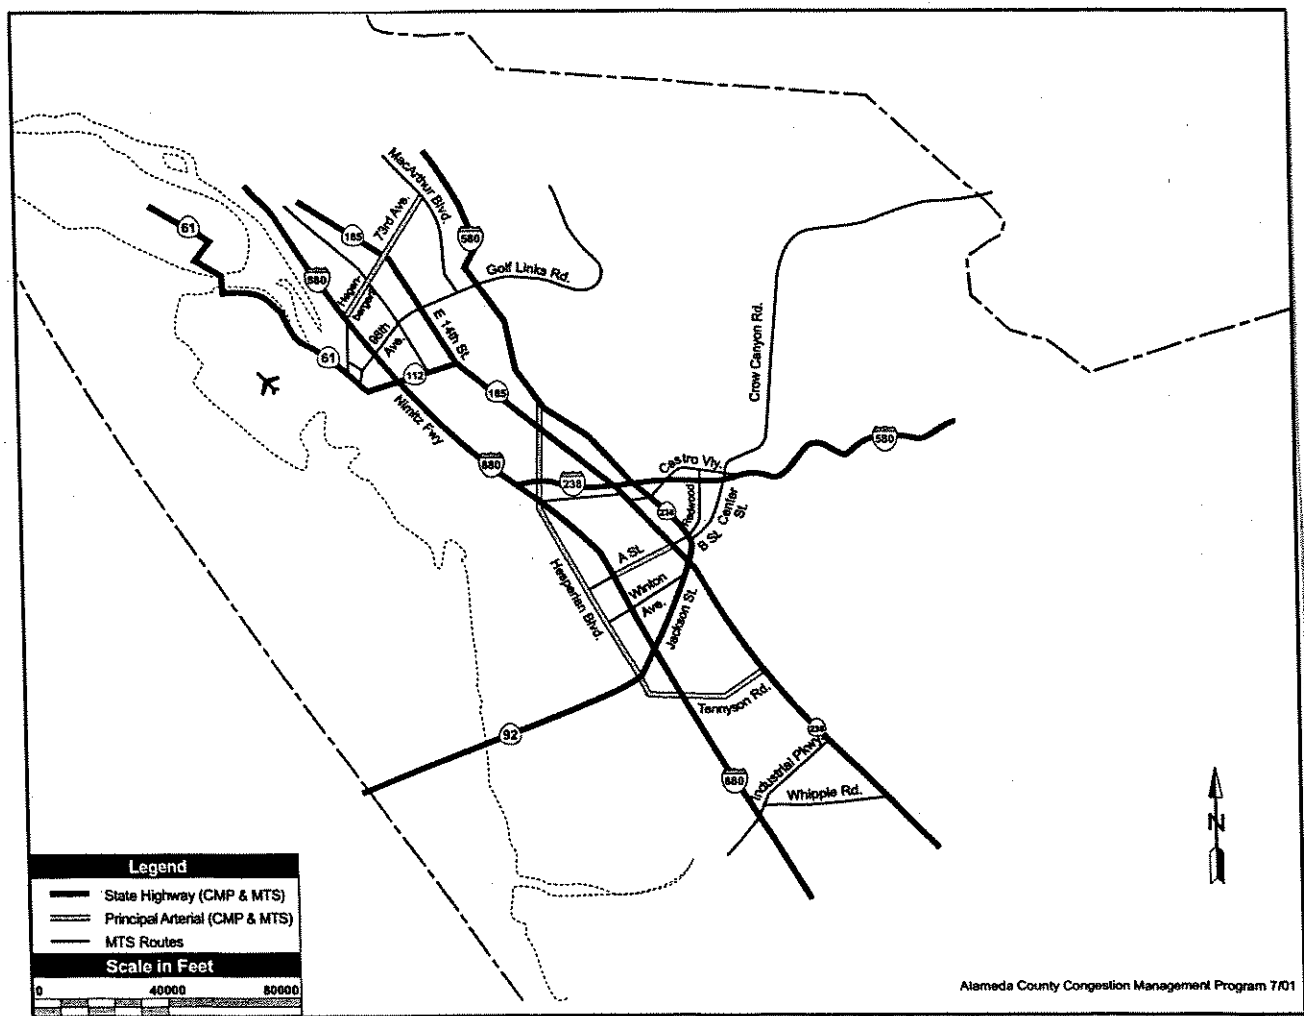 MacArthur Blvd.
73rd Ave.
61
185
580
880
Hegen-
berger
Golf Links Rd.
98th
Ave.
E 14th St.
61
112
185
Nimitz Fwy
Crow Canyon Rd.
880
238
580
Castro Vly.
Redwood
Center
St.
238
B St.
A St.
Winton
Ave.
Hesperian Blvd.
Jackson St.
Tennyson Rd.
92
238
880
Industrial Pkwy
Whipple Rd.
N
Legend
State Highway (CMP & MTS)
Principal Arterial (CMP & MTS)
MTS Routes
Scale in Feet
0 40000 80000
Alameda County Congestion Management Program 7/01